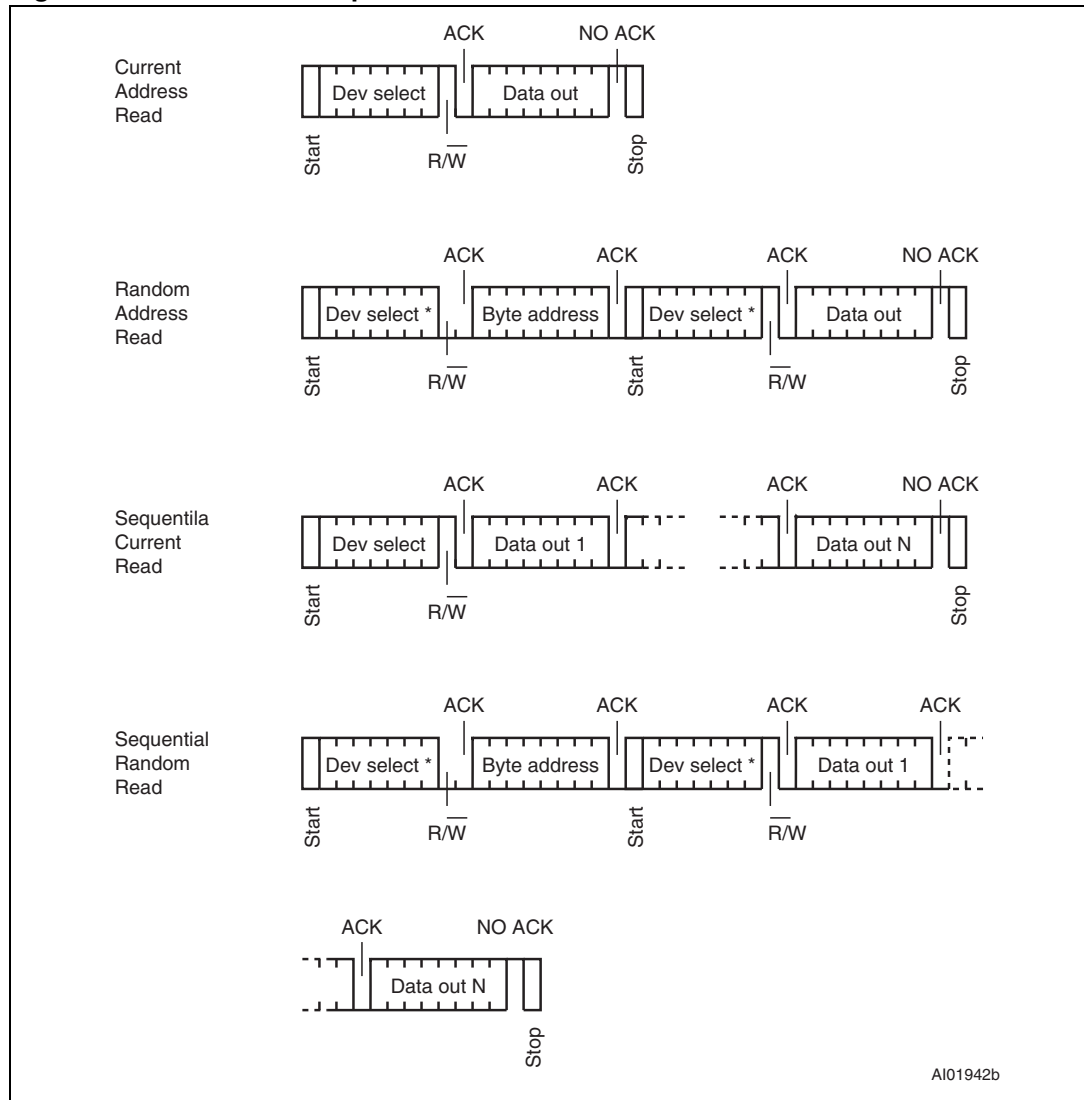 ACK NO ACK
Current
Address
Read
Dev select Data out
Start R/W Stop
ACK ACK ACK NO ACK
Random
Address
Read
Dev select * Byte address Dev select * Data out
Start R/W Start R/W Stop
ACK ACK ACK NO ACK
Sequentila
Current
Read
Dev select Data out 1 Data out N
Start R/W Stop
ACK ACK ACK ACK
Sequential
Random
Read
Dev select * Byte address Dev select * Data out 1
Start R/W Start R/W
ACK NO ACK
Data out N
Stop
AI01942b